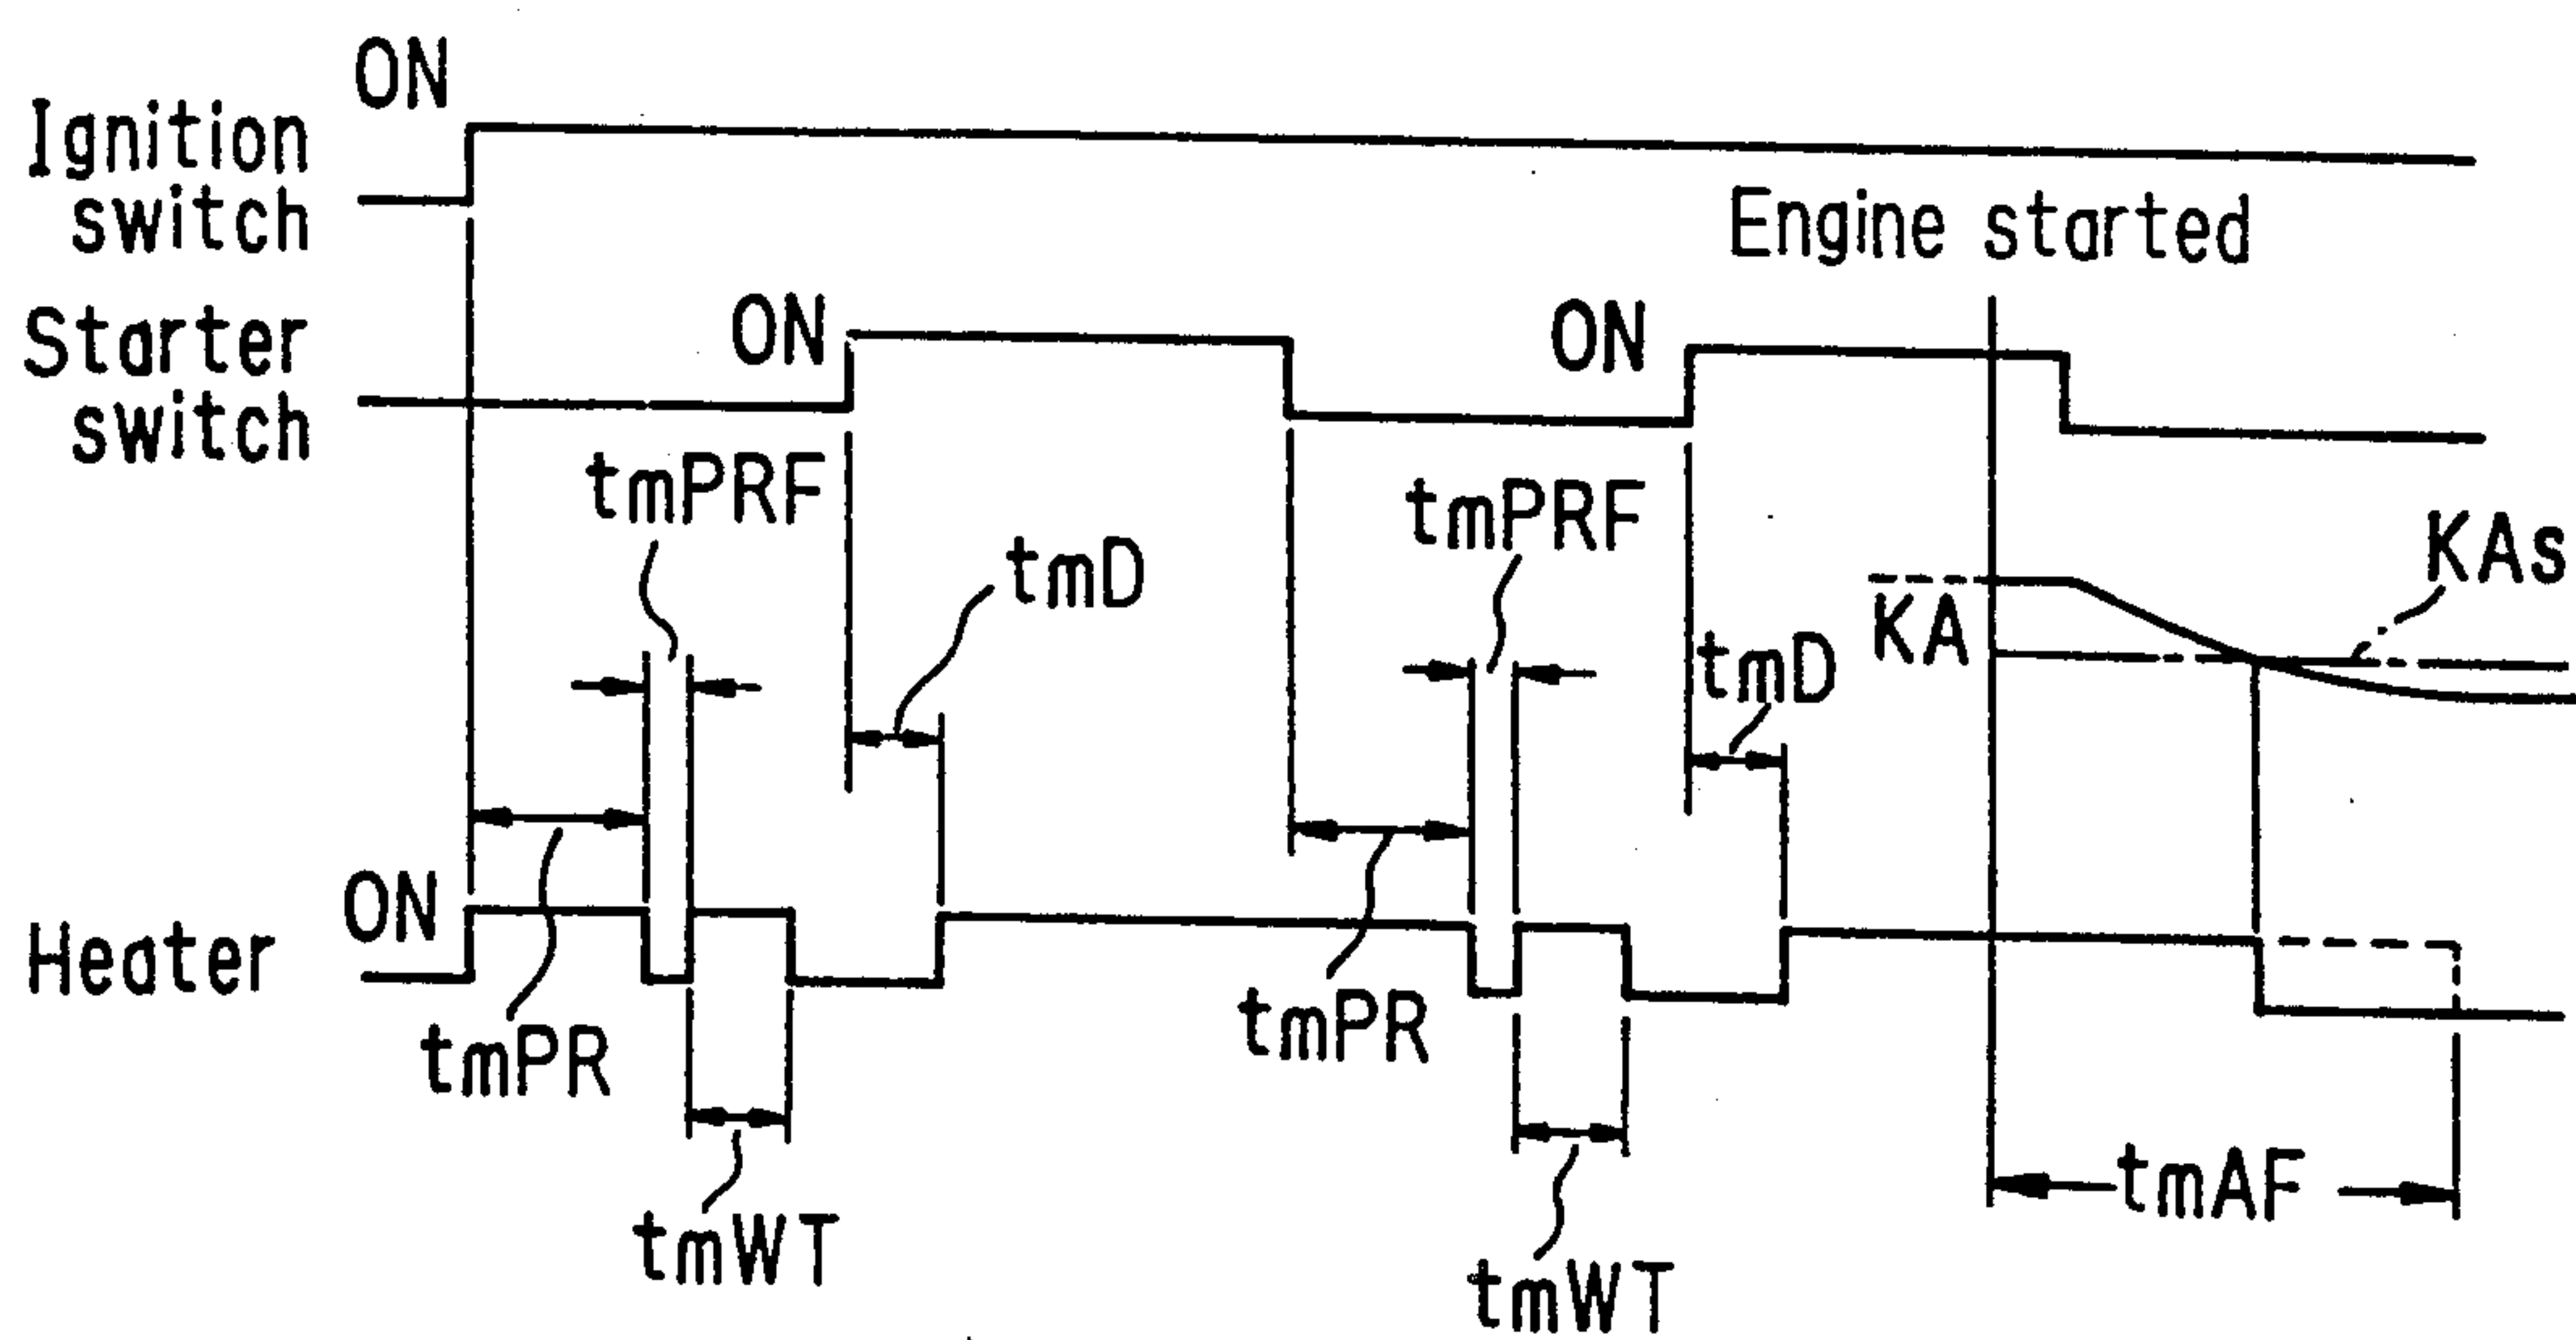 ON
Ignition
switch
Engine started
Starter
switch
ON
ON
tmPRF
tmD
tmPRF
tmD
KA
KAs
ON
Heater
tmPR
tmWT
tmPR
tmWT
tmAF